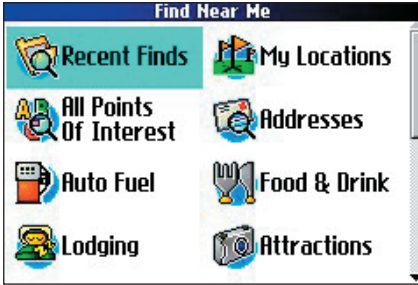 Find Near Me
Recent Finds
My Locations
All Points
Of Interest
Addresses
Auto Fuel
Food & Drink
Lodging
Attractions